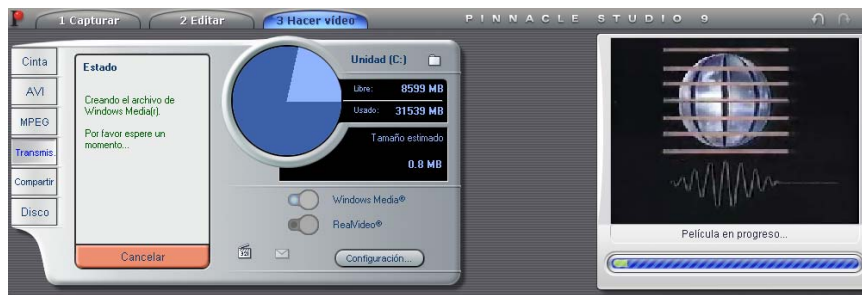 1 Capturar
2 Editar
3 Hacer vídeo
PINNACLE STUDIO 9
Cinta
AVI
MPEG
Transmis.
Compartir
Disco
Estado
Creando el archivo de
Windows Media(r).
Por favor espere un
momento...
Cancelar
Unidad (C:)
Libre: 8599 MB
Usado: 31539 MB
Tamaño estimado
0.8 MB
Windows Media®
RealVideo®
Configuración...
Película en progreso...